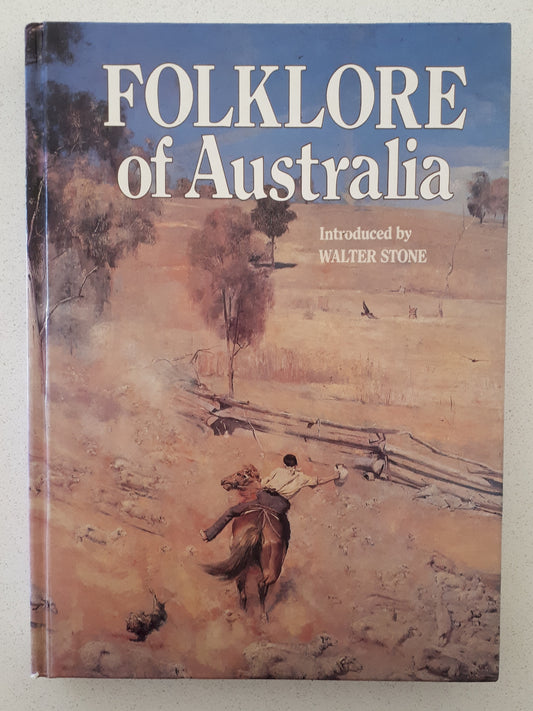 FOLKLORE
of Australia
Introduced by
WALTER STONE